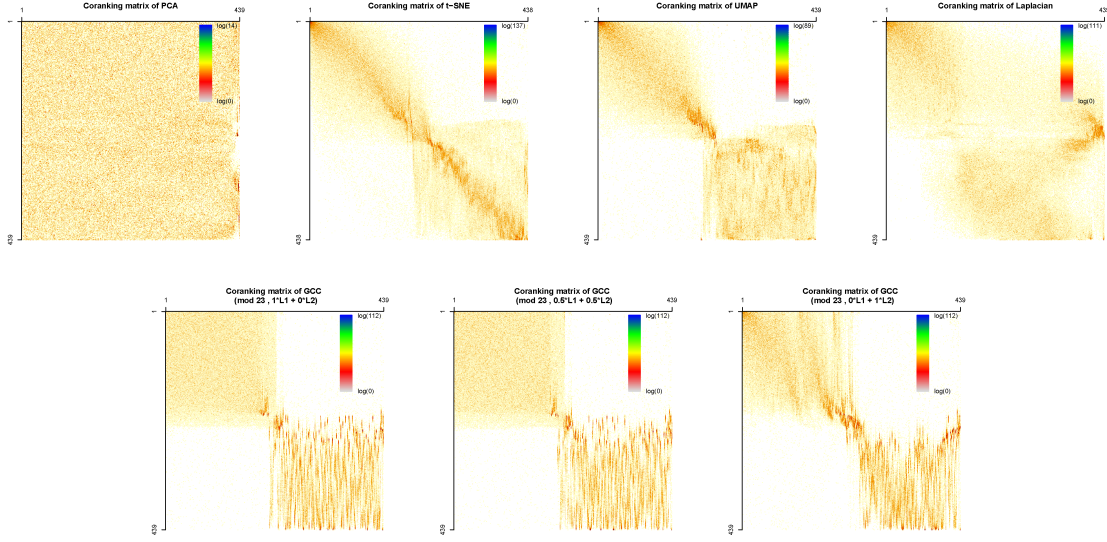 Coranking matrix of PCA
1
439
1
439
log(14)
log(0)
Coranking matrix of t−SNE
1
438
1
438
log(137)
log(0)
Coranking matrix of UMAP
1
439
1
439
log(89)
log(0)
Coranking matrix of Laplacian
1
438
1
439
log(111)
log(0)
Coranking matrix of GCC
(mod 23 , 1*L1 + 0*L2)
1
439
1
439
log(112)
log(0)
Coranking matrix of GCC
(mod 23 , 0.5*L1 + 0.5*L2)
1
439
1
439
log(112)
log(0)
Coranking matrix of GCC
(mod 23 , 0*L1 + 1*L2)
1
439
1
439
log(112)
log(0)